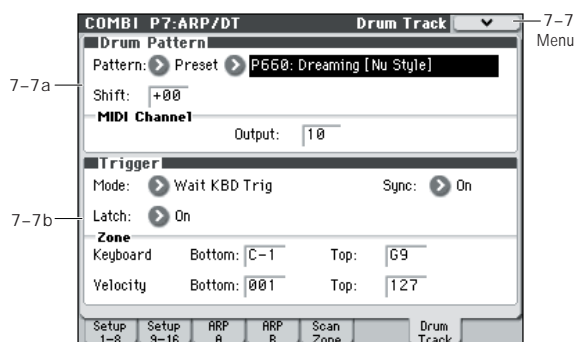 COMBI P7:ARP/DT Drum Track
7-7
Menu
Drum Pattern
Pattern: Preset P660: Dreaming [Nu Style]
7-7a
Shift: +00
MIDI Channel
Output: 10
Trigger
Mode: Wait KBD Trig Sync: On
7-7b
Latch: On
Zone
Keyboard Bottom: C-1 Top: G9
Velocity Bottom: 001 Top: 127
Setup 1-8 Setup 9-16 ARP A ARP B Scan Zone Drum Track